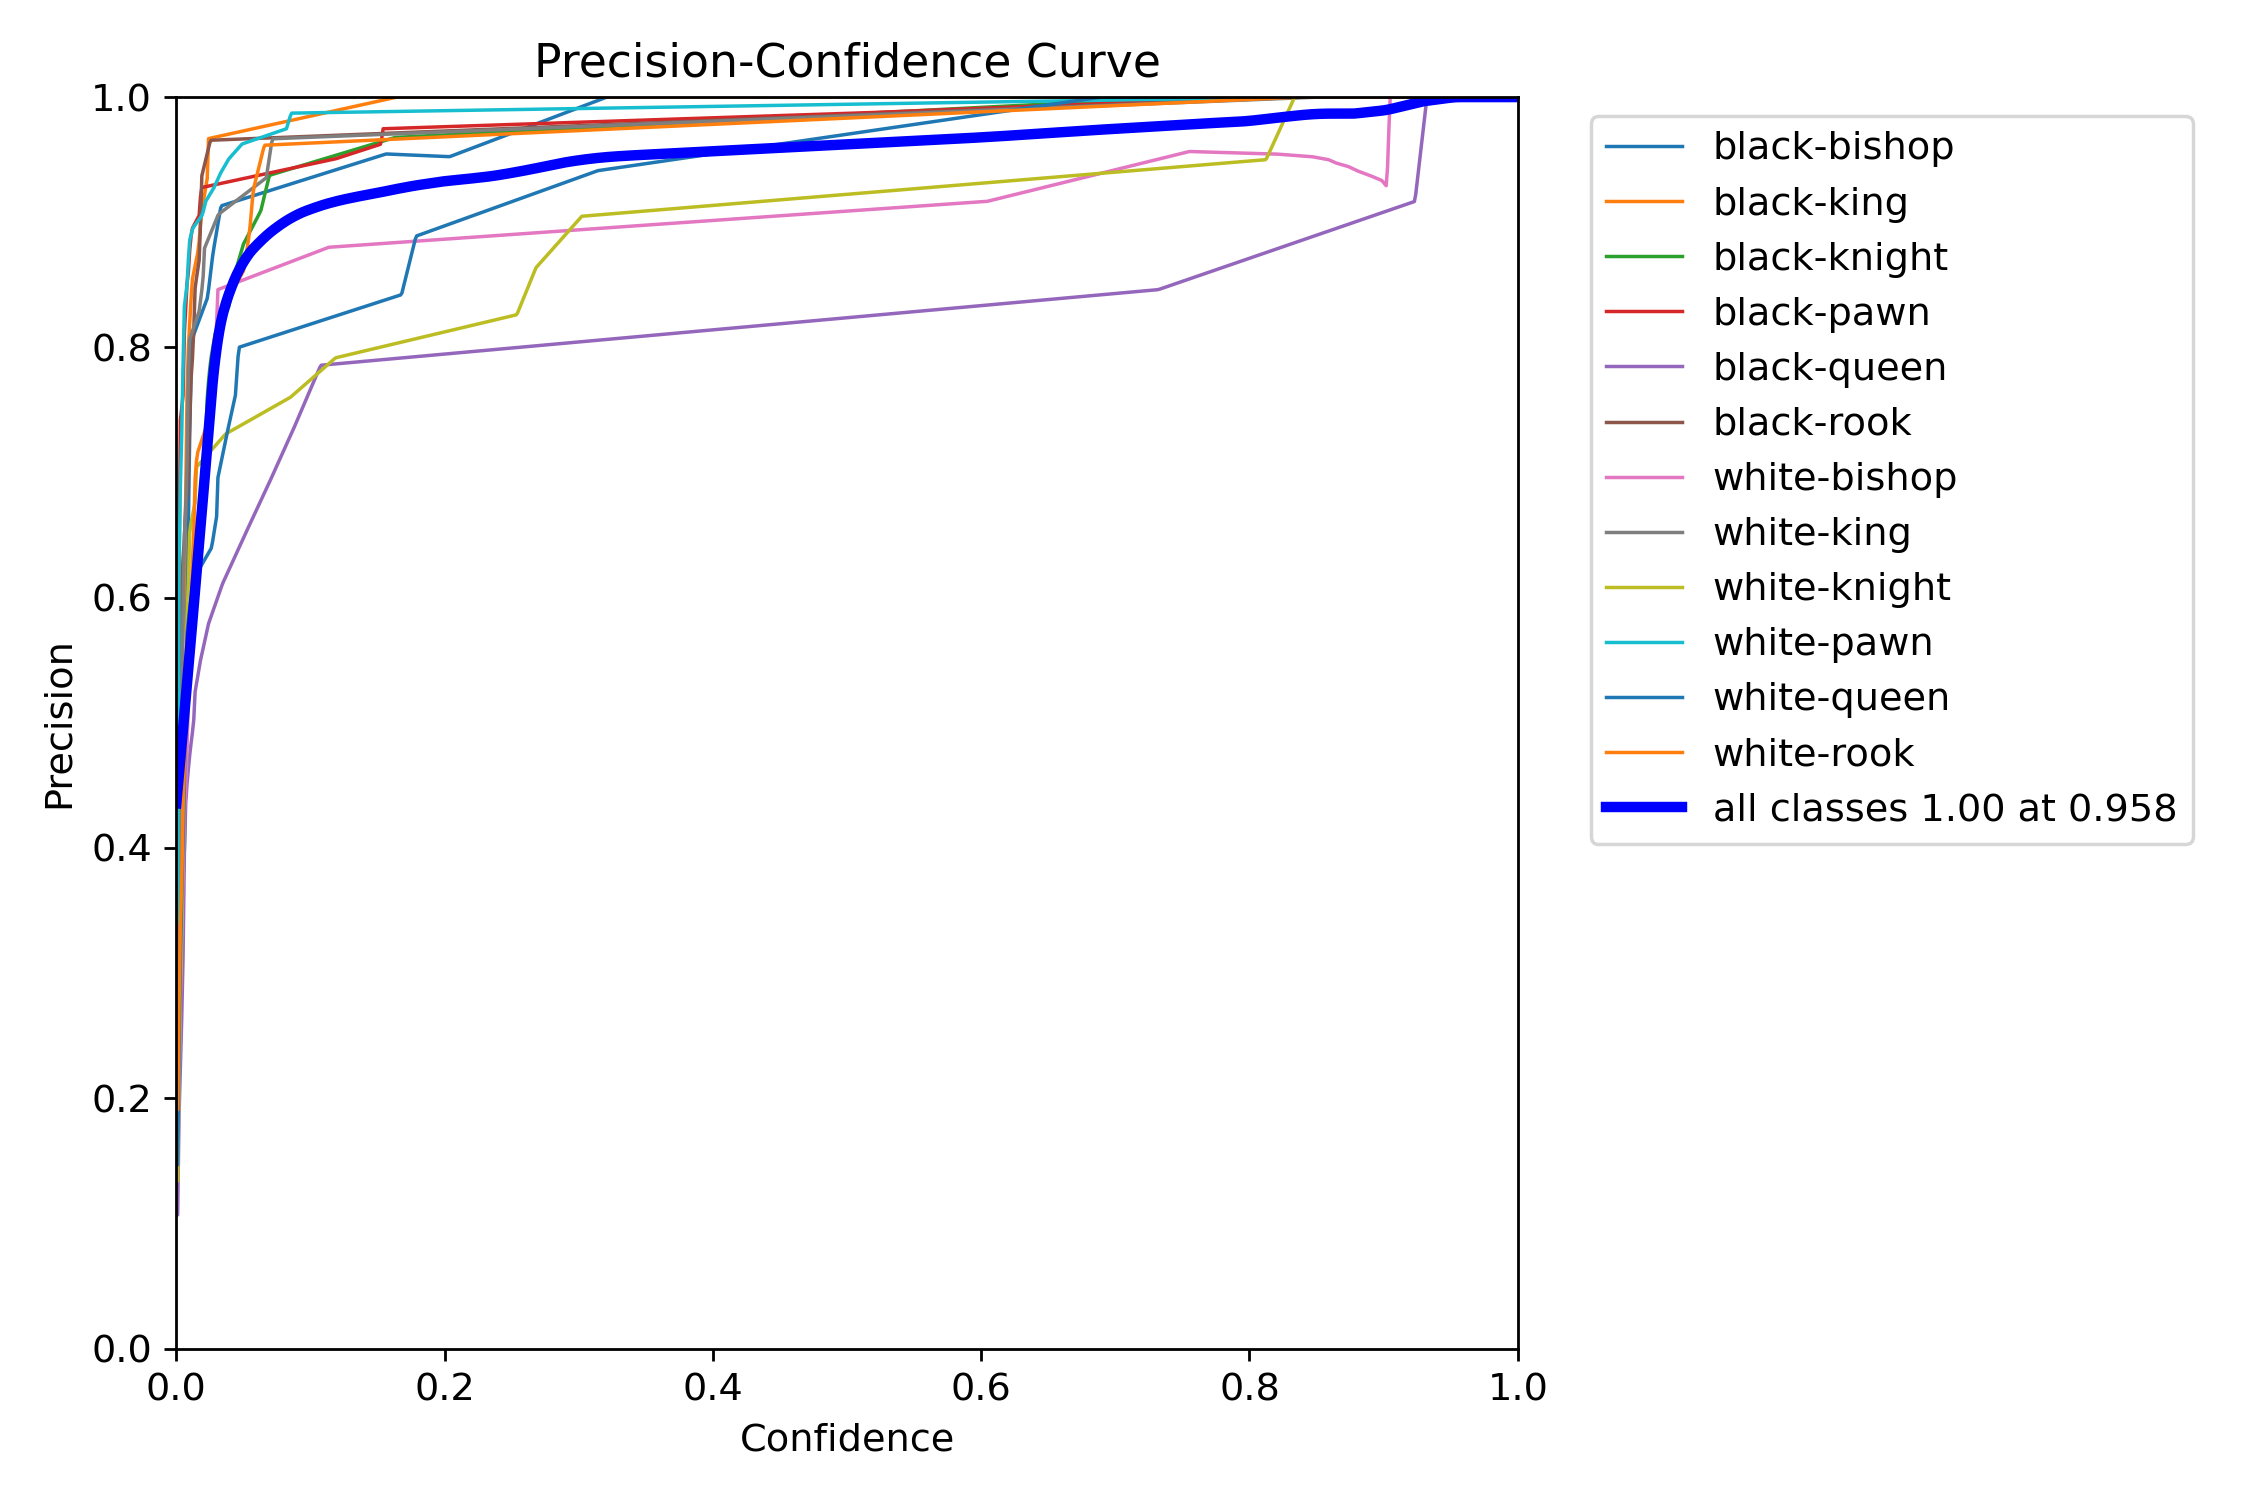 Precision-Confidence Curve
1.0
0.8
0.6
0.4
0.2
0.0
Precision
0.0 0.2 0.4 0.6 0.8 1.0
Confidence
black-bishop
black-king
black-knight
black-pawn
black-queen
black-rook
white-bishop
white-king
white-knight
white-pawn
white-queen
white-rook
all classes 1.00 at 0.958